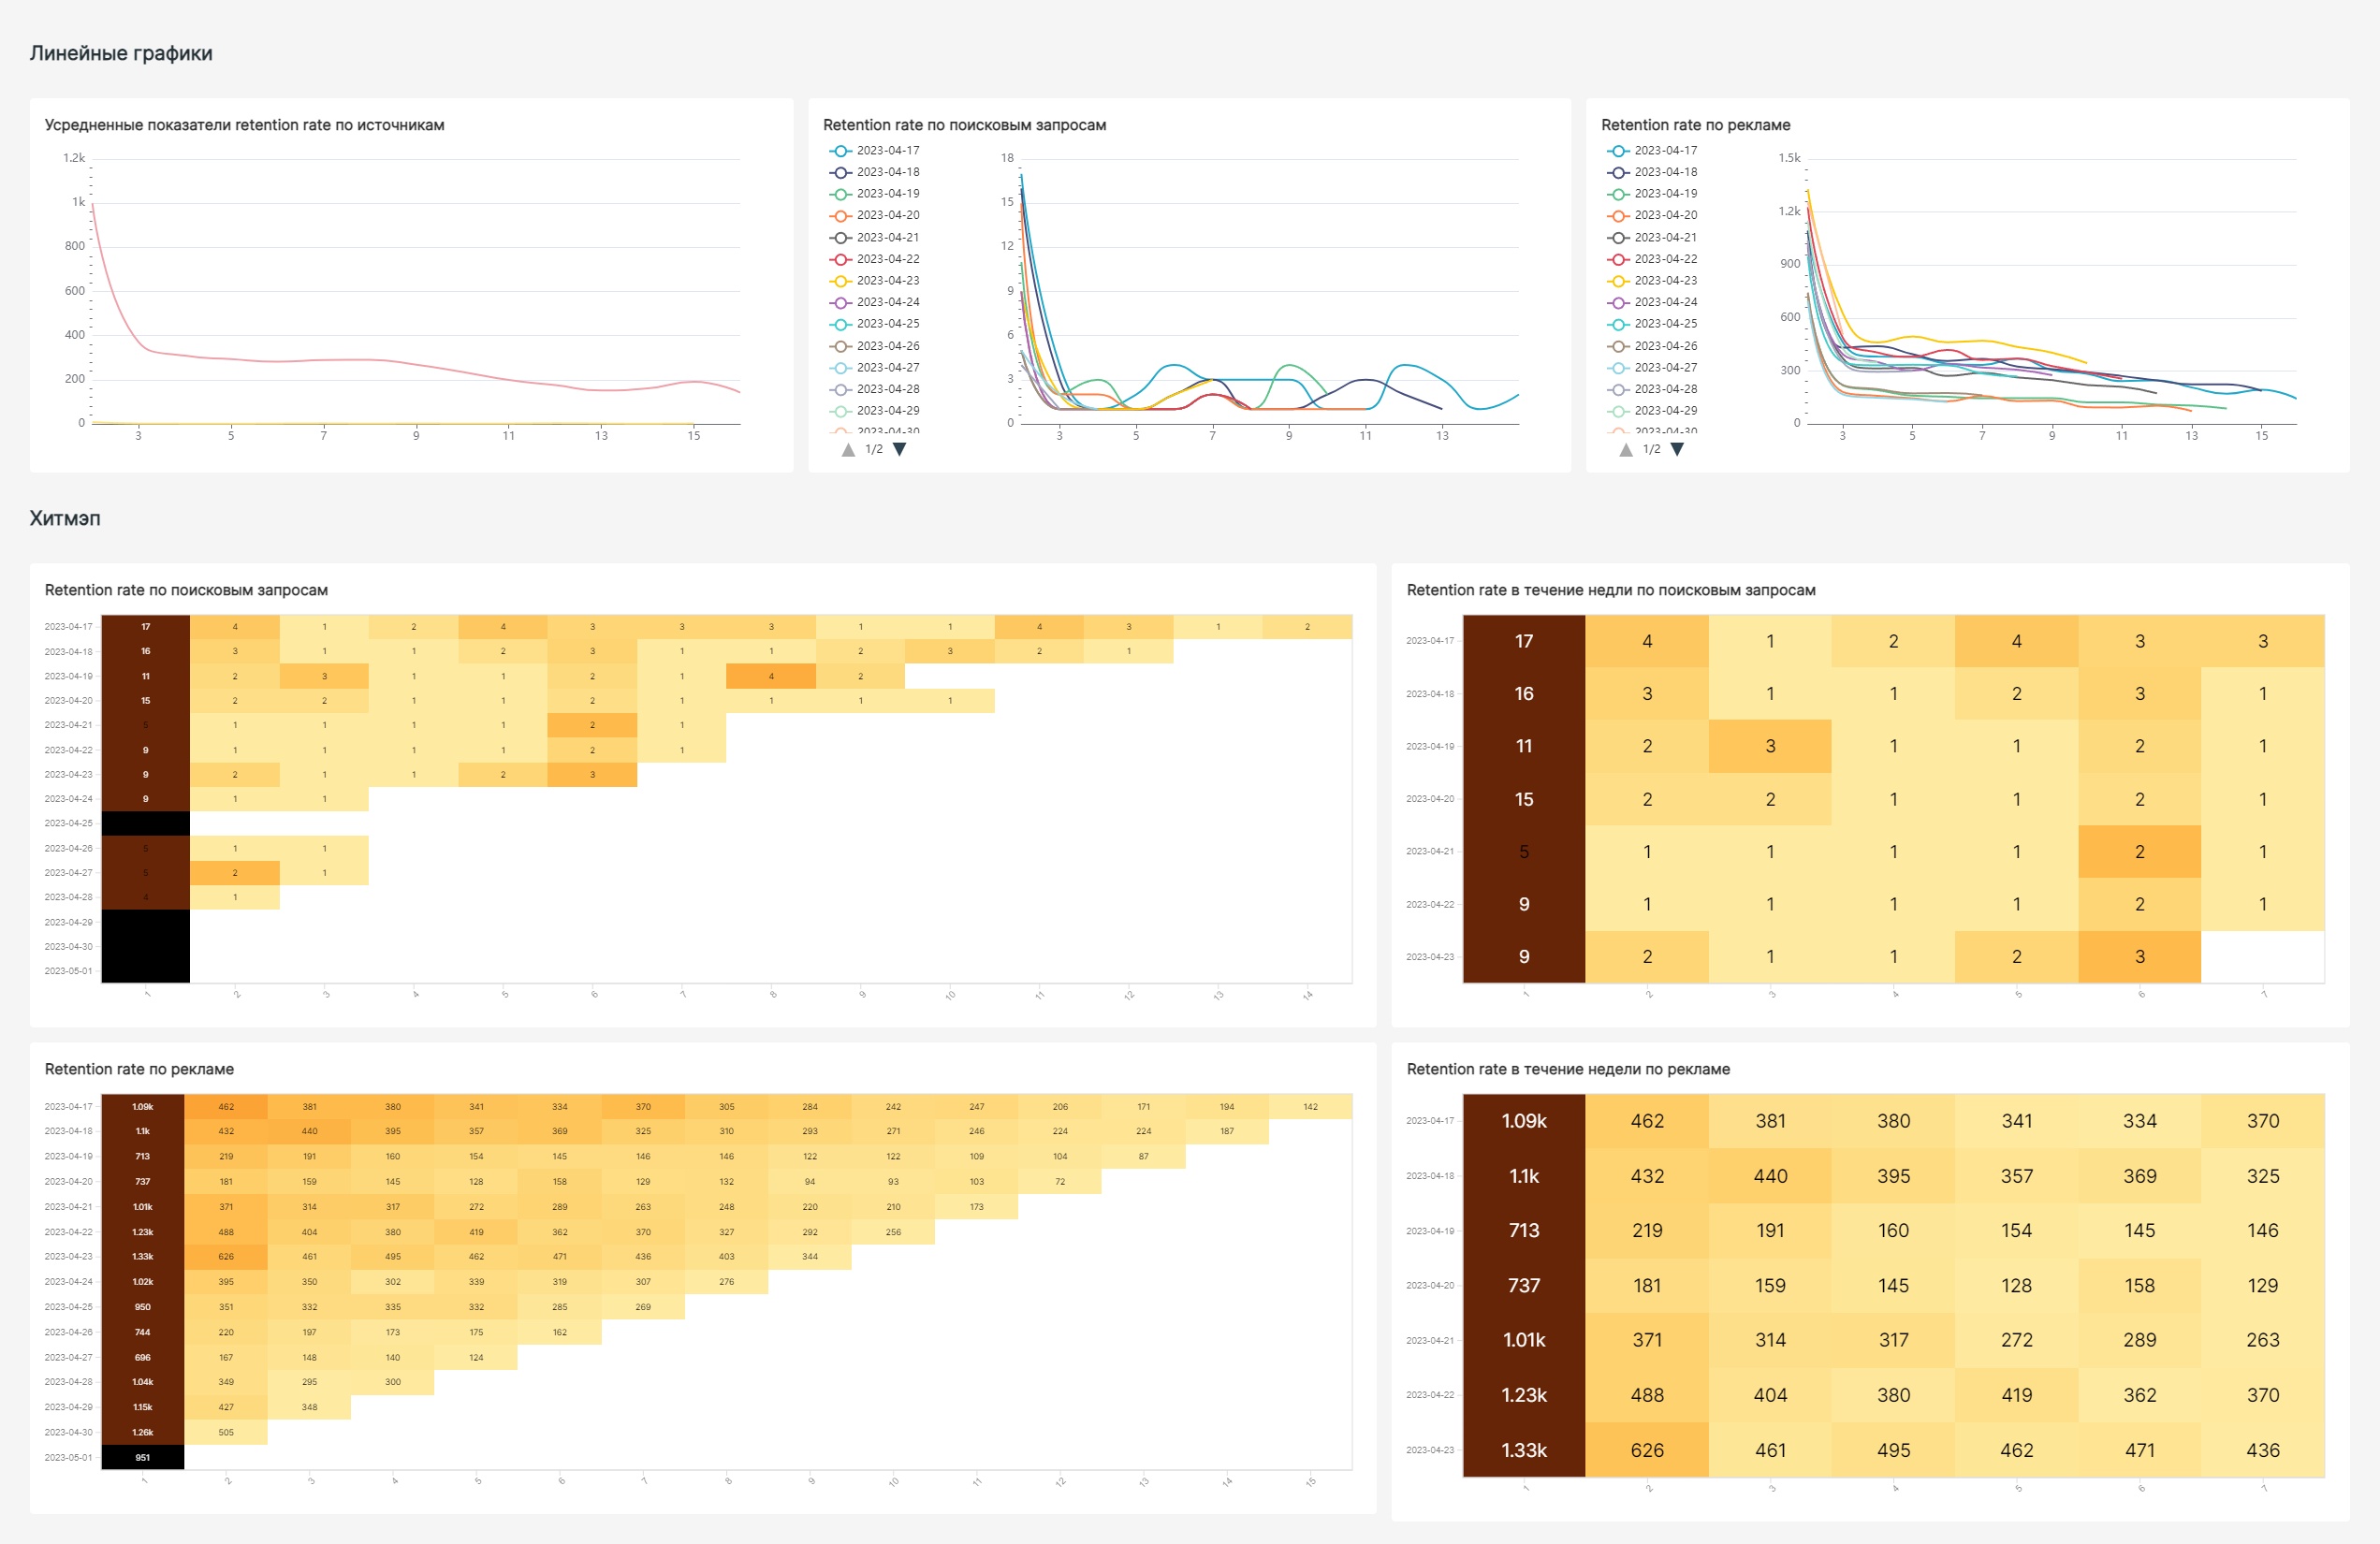 Линейные графики
Усредненные показатели retention rate по источникам
1.2k
1k
800
600
400
200
0
3 5 7 9 11 13 15
Retention rate по поисковым запросам
2023-04-17
2023-04-18
2023-04-19
2023-04-20
2023-04-21
2023-04-22
2023-04-23
2023-04-24
2023-04-25
2023-04-26
2023-04-27
2023-04-28
2023-04-29
2023-04-30
1/2
18
15
12
9
6
3
0
3 5 7 9 11 13
Retention rate по рекламе
2023-04-17
2023-04-18
2023-04-19
2023-04-20
2023-04-21
2023-04-22
2023-04-23
2023-04-24
2023-04-25
2023-04-26
2023-04-27
2023-04-28
2023-04-29
2023-04-30
1/2
1.5k
1.2k
900
600
300
0
3 5 7 9 11 13 15
Хитмэп
Retention rate по поисковым запросам
2023-04-17 17 4 1 2 4 3 3 3 1 1 4 3 1 2
2023-04-18 16 3 1 1 2 3 1 1 2 3 2 1
2023-04-19 11 2 3 1 1 2 1 4 2
2023-04-20 15 2 2 1 1 2 1 1 1 1
2023-04-21 5 1 1 1 1 2 1
2023-04-22 9 1 1 1 1 2 1
2023-04-23 9 2 1 1 2 3
2023-04-24 9 1 1
2023-04-25
2023-04-26 5 1 1
2023-04-27 5 2 1
2023-04-28 4 1
2023-04-29
2023-04-30
2023-05-01
1 2 3 4 5 6 7 8 9 10 11 12 13 14
Retention rate в течение недли по поисковым запросам
2023-04-17 17 4 1 2 4 3 3
2023-04-18 16 3 1 1 2 3 1
2023-04-19 11 2 3 1 1 2 1
2023-04-20 15 2 2 1 1 2 1
2023-04-21 5 1 1 1 1 2 1
2023-04-22 9 1 1 1 1 2 1
2023-04-23 9 2 1 1 2 3
1 2 3 4 5 6 7
Retention rate по рекламе
2023-04-17 1.09k 462 381 380 341 334 370 305 284 242 247 206 171 194 142
2023-04-18 1.1k 432 440 395 357 369 325 310 293 271 246 224 224 187
2023-04-19 713 219 191 160 154 145 146 146 122 122 109 104 87
2023-04-20 737 181 159 145 128 158 129 132 94 93 103 72
2023-04-21 1.01k 371 314 317 272 289 263 248 220 210 173
2023-04-22 1.23k 488 404 380 419 362 370 327 292 256
2023-04-23 1.33k 626 461 495 462 471 436 403 344
2023-04-24 1.02k 395 350 302 339 319 307 276
2023-04-25 950 351 332 335 332 285 269
2023-04-26 744 220 197 173 175 162
2023-04-27 696 167 148 140 124
2023-04-28 1.04k 349 295 300
2023-04-29 1.15k 427 348
2023-04-30 1.26k 505
2023-05-01 951
1 2 3 4 5 6 7 8 9 10 11 12 13 14 15
Retention rate в течение недели по рекламе
2023-04-17 1.09k 462 381 380 341 334 370
2023-04-18 1.1k 432 440 395 357 369 325
2023-04-19 713 219 191 160 154 145 146
2023-04-20 737 181 159 145 128 158 129
2023-04-21 1.01k 371 314 317 272 289 263
2023-04-22 1.23k 488 404 380 419 362 370
2023-04-23 1.33k 626 461 495 462 471 436
1 2 3 4 5 6 7